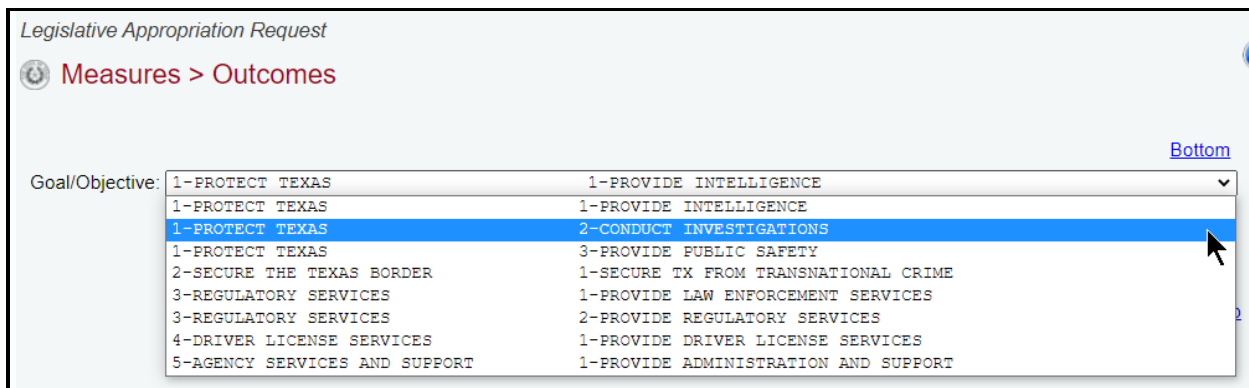 Legislative Appropriation Request
Measures > Outcomes
Bottom
Goal/Objective: 1-PROTECT TEXAS 1-PROVIDE INTELLIGENCE
1-PROTECT TEXAS 1-PROVIDE INTELLIGENCE
1-PROTECT TEXAS 2-CONDUCT INVESTIGATIONS
1-PROTECT TEXAS 3-PROVIDE PUBLIC SAFETY
2-SECURE THE TEXAS BORDER 1-SECURE TX FROM TRANSNATIONAL CRIME
3-REGULATORY SERVICES 1-PROVIDE LAW ENFORCEMENT SERVICES
3-REGULATORY SERVICES 2-PROVIDE REGULATORY SERVICES
4-DRIVER LICENSE SERVICES 1-PROVIDE DRIVER LICENSE SERVICES
5-AGENCY SERVICES AND SUPPORT 1-PROVIDE ADMINISTRATION AND SUPPORT